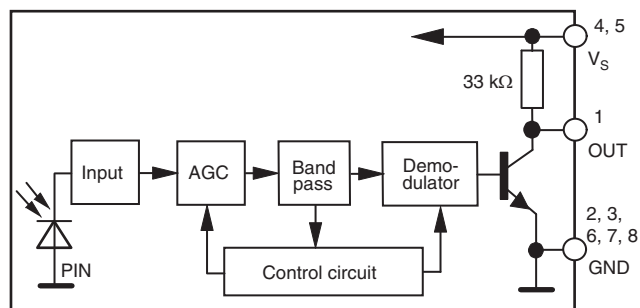 4, 5
V_S
33 kΩ
1
OUT
Input
AGC
Band
pass
Demo-
dulator
2, 3,
6, 7, 8
GND
PIN
Control circuit